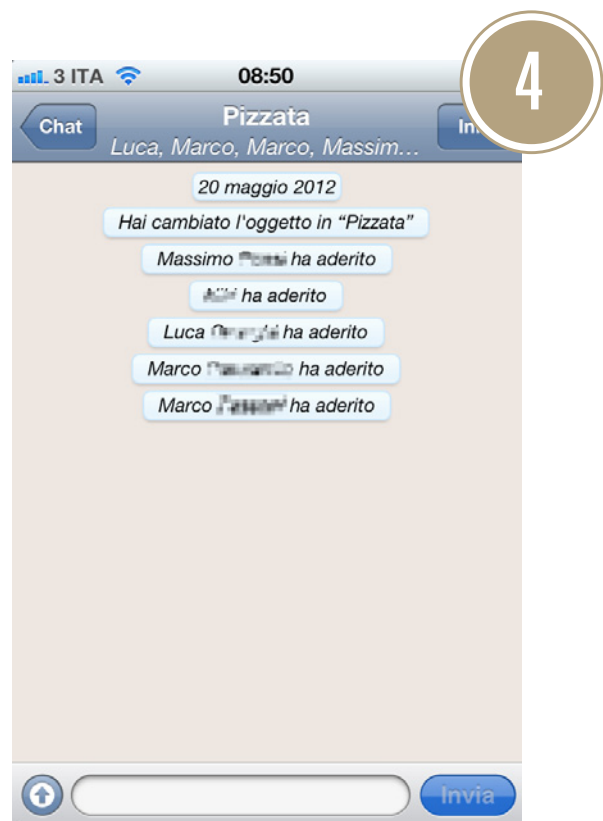 3 ITA 08:50
4
Chat
Pizzata
Luca, Marco, Marco, Massim...
20 maggio 2012
Hai cambiato l'oggetto in “Pizzata”
Massimo ha aderito
ha aderito
Luca ha aderito
Marco ha aderito
Marco ha aderito
Invia